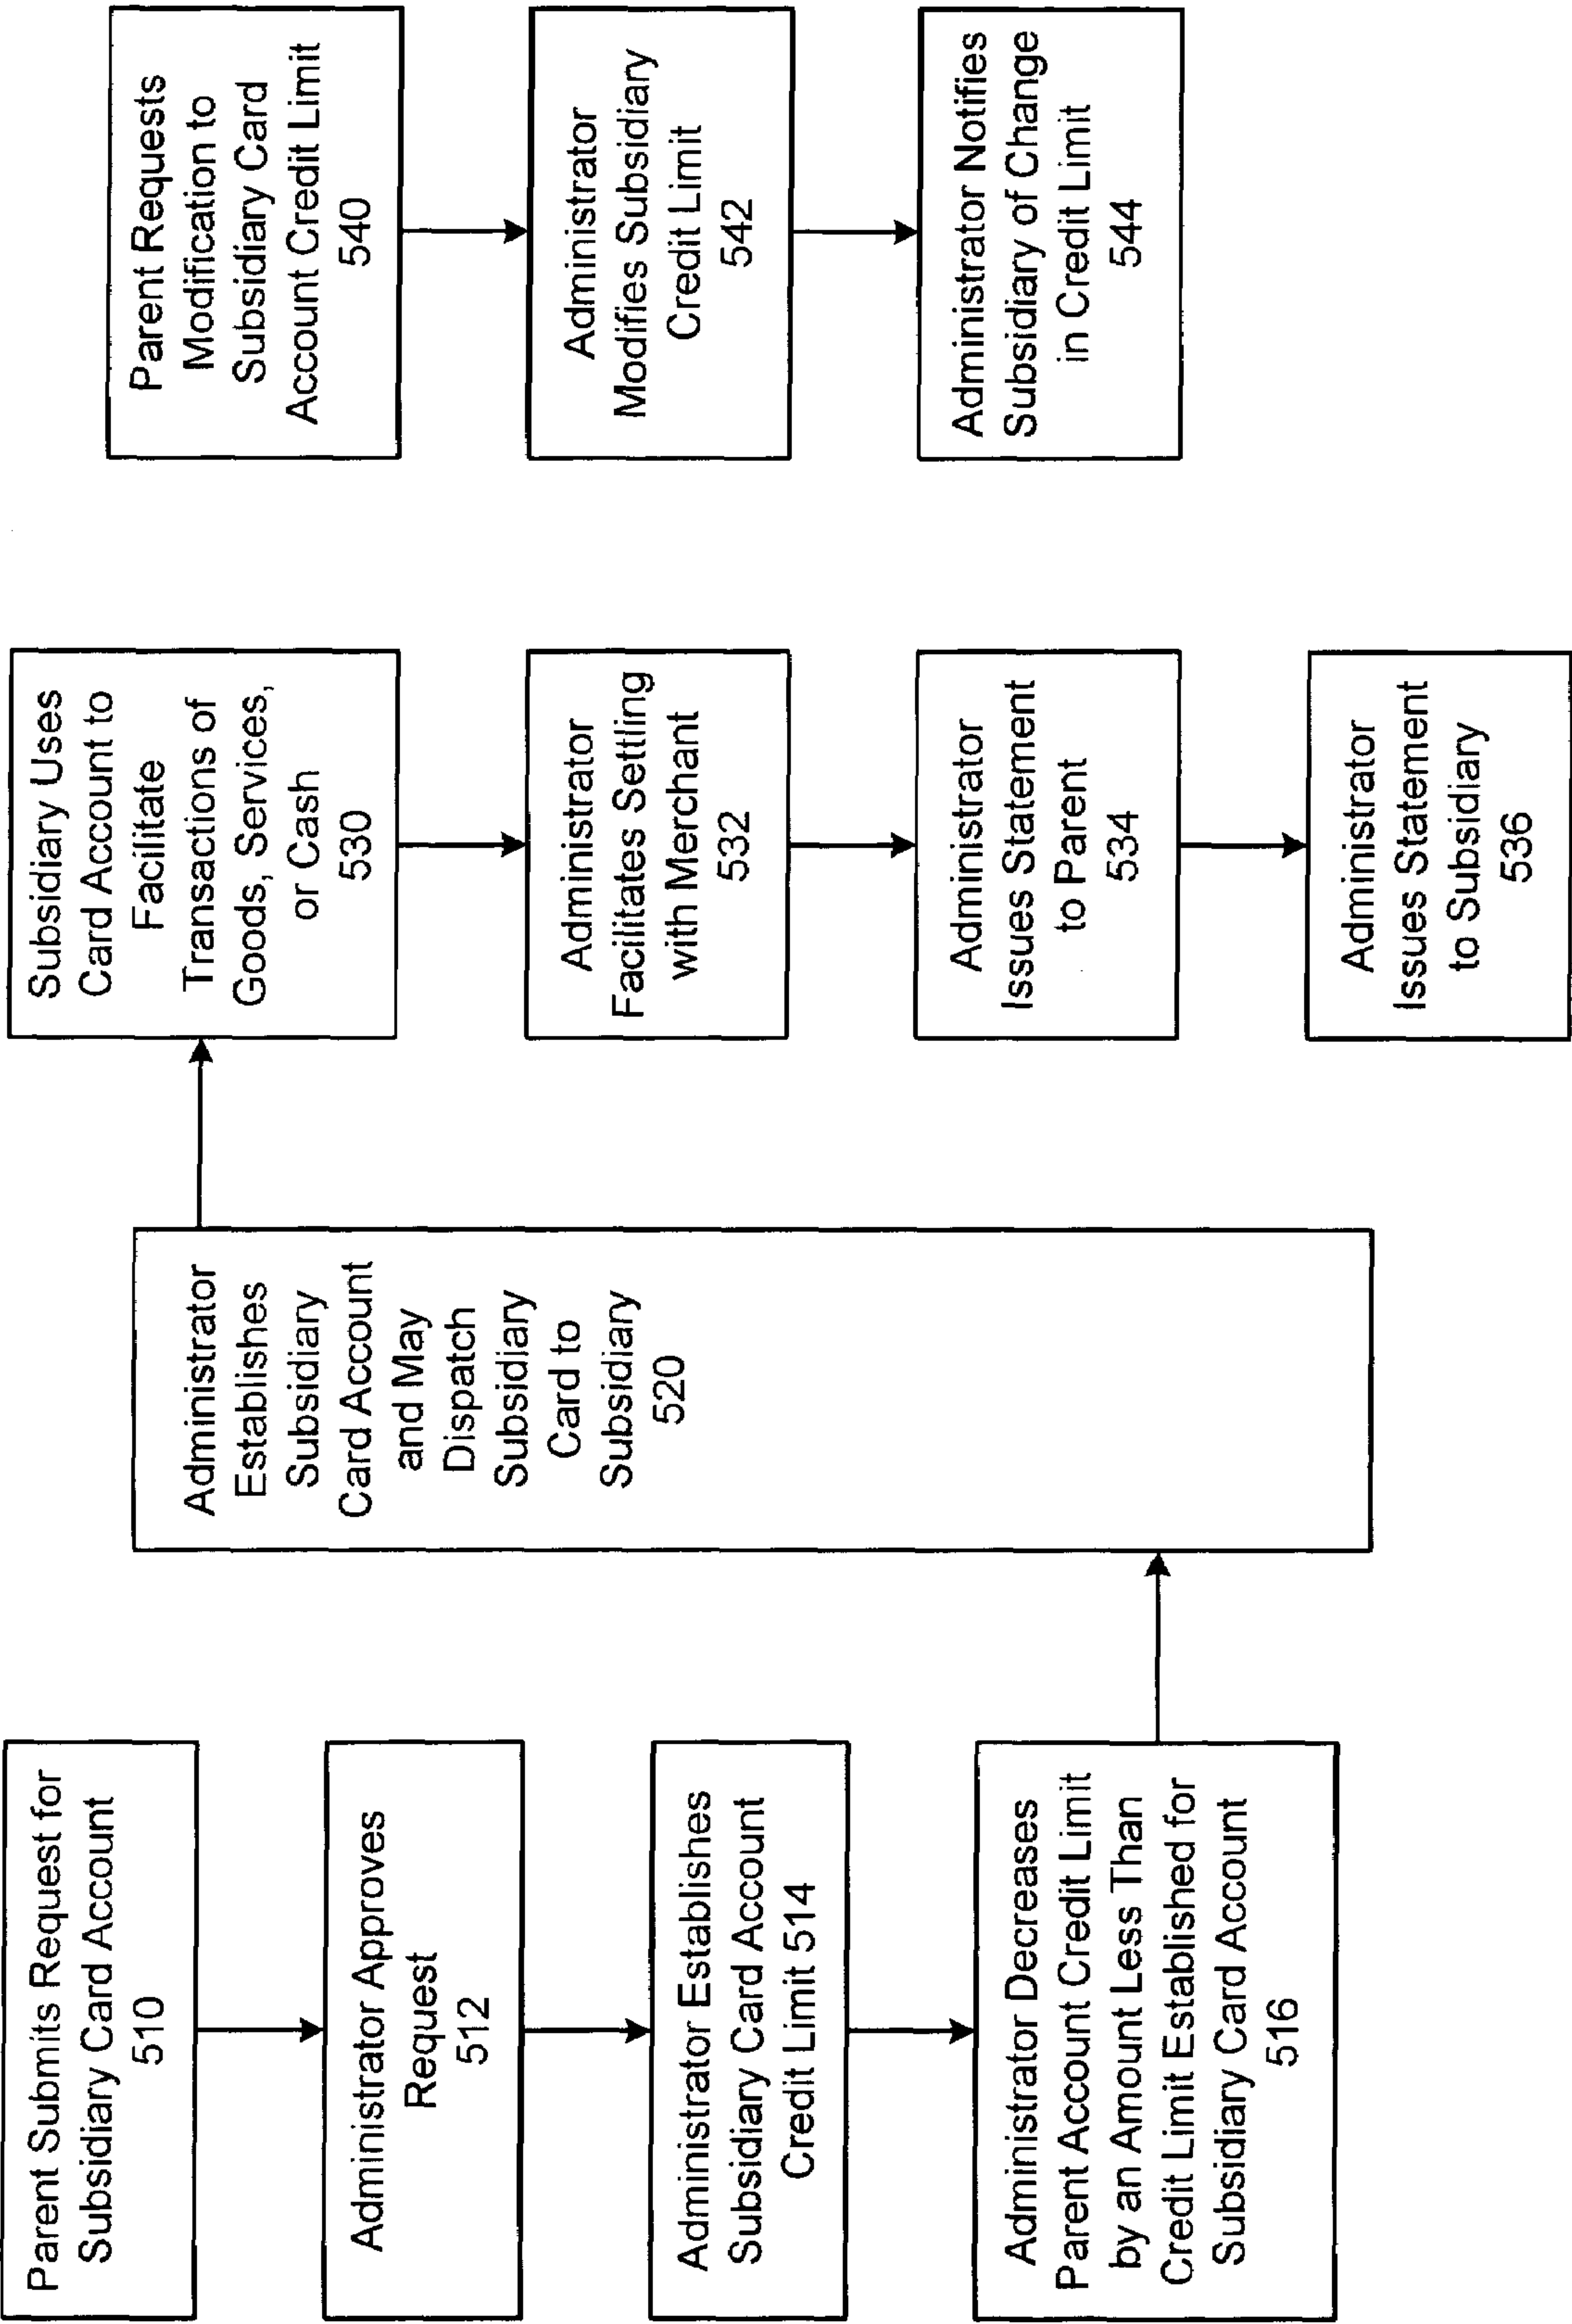 Parent Submits Request for
Subsidiary Card Account
510
Administrator Approves
Request
512
Administrator Establishes
Subsidiary Card Account
Credit Limit 514
Administrator Decreases
Parent Account Credit Limit
by an Amount Less Than
Credit Limit Established for
Subsidiary Card Account
516
Administrator
Establishes
Subsidiary
Card Account
and May
Dispatch
Subsidiary
Card to
Subsidiary
520
Subsidiary Uses
Card Account to
Facilitate
Transactions of
Goods, Services,
or Cash
530
Administrator
Facilitates Settling
with Merchant
532
Administrator
Issues Statement
to Parent
534
Administrator
Issues Statement
to Subsidiary
536
Parent Requests
Modification to
Subsidiary Card
Account Credit Limit
540
Administrator
Modifies Subsidiary
Credit Limit
542
Administrator Notifies
Subsidiary of Change
in Credit Limit
544